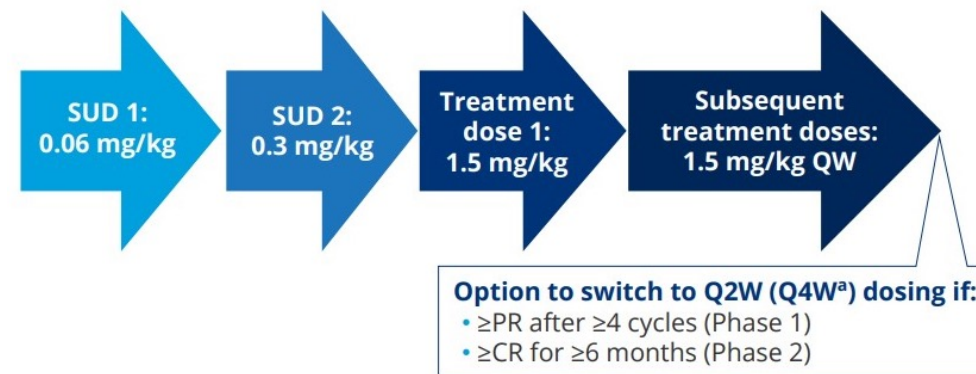 SUD 1:
0.06 mg/kg
SUD 2:
0.3 mg/kg
Treatment
dose 1:
1.5 mg/kg
Subsequent
treatment doses:
1.5 mg/kg QW
Option to switch to Q2W (Q4Wᵃ) dosing if:
• ≥PR after ≥4 cycles (Phase 1)
• ≥CR for ≥6 months (Phase 2)